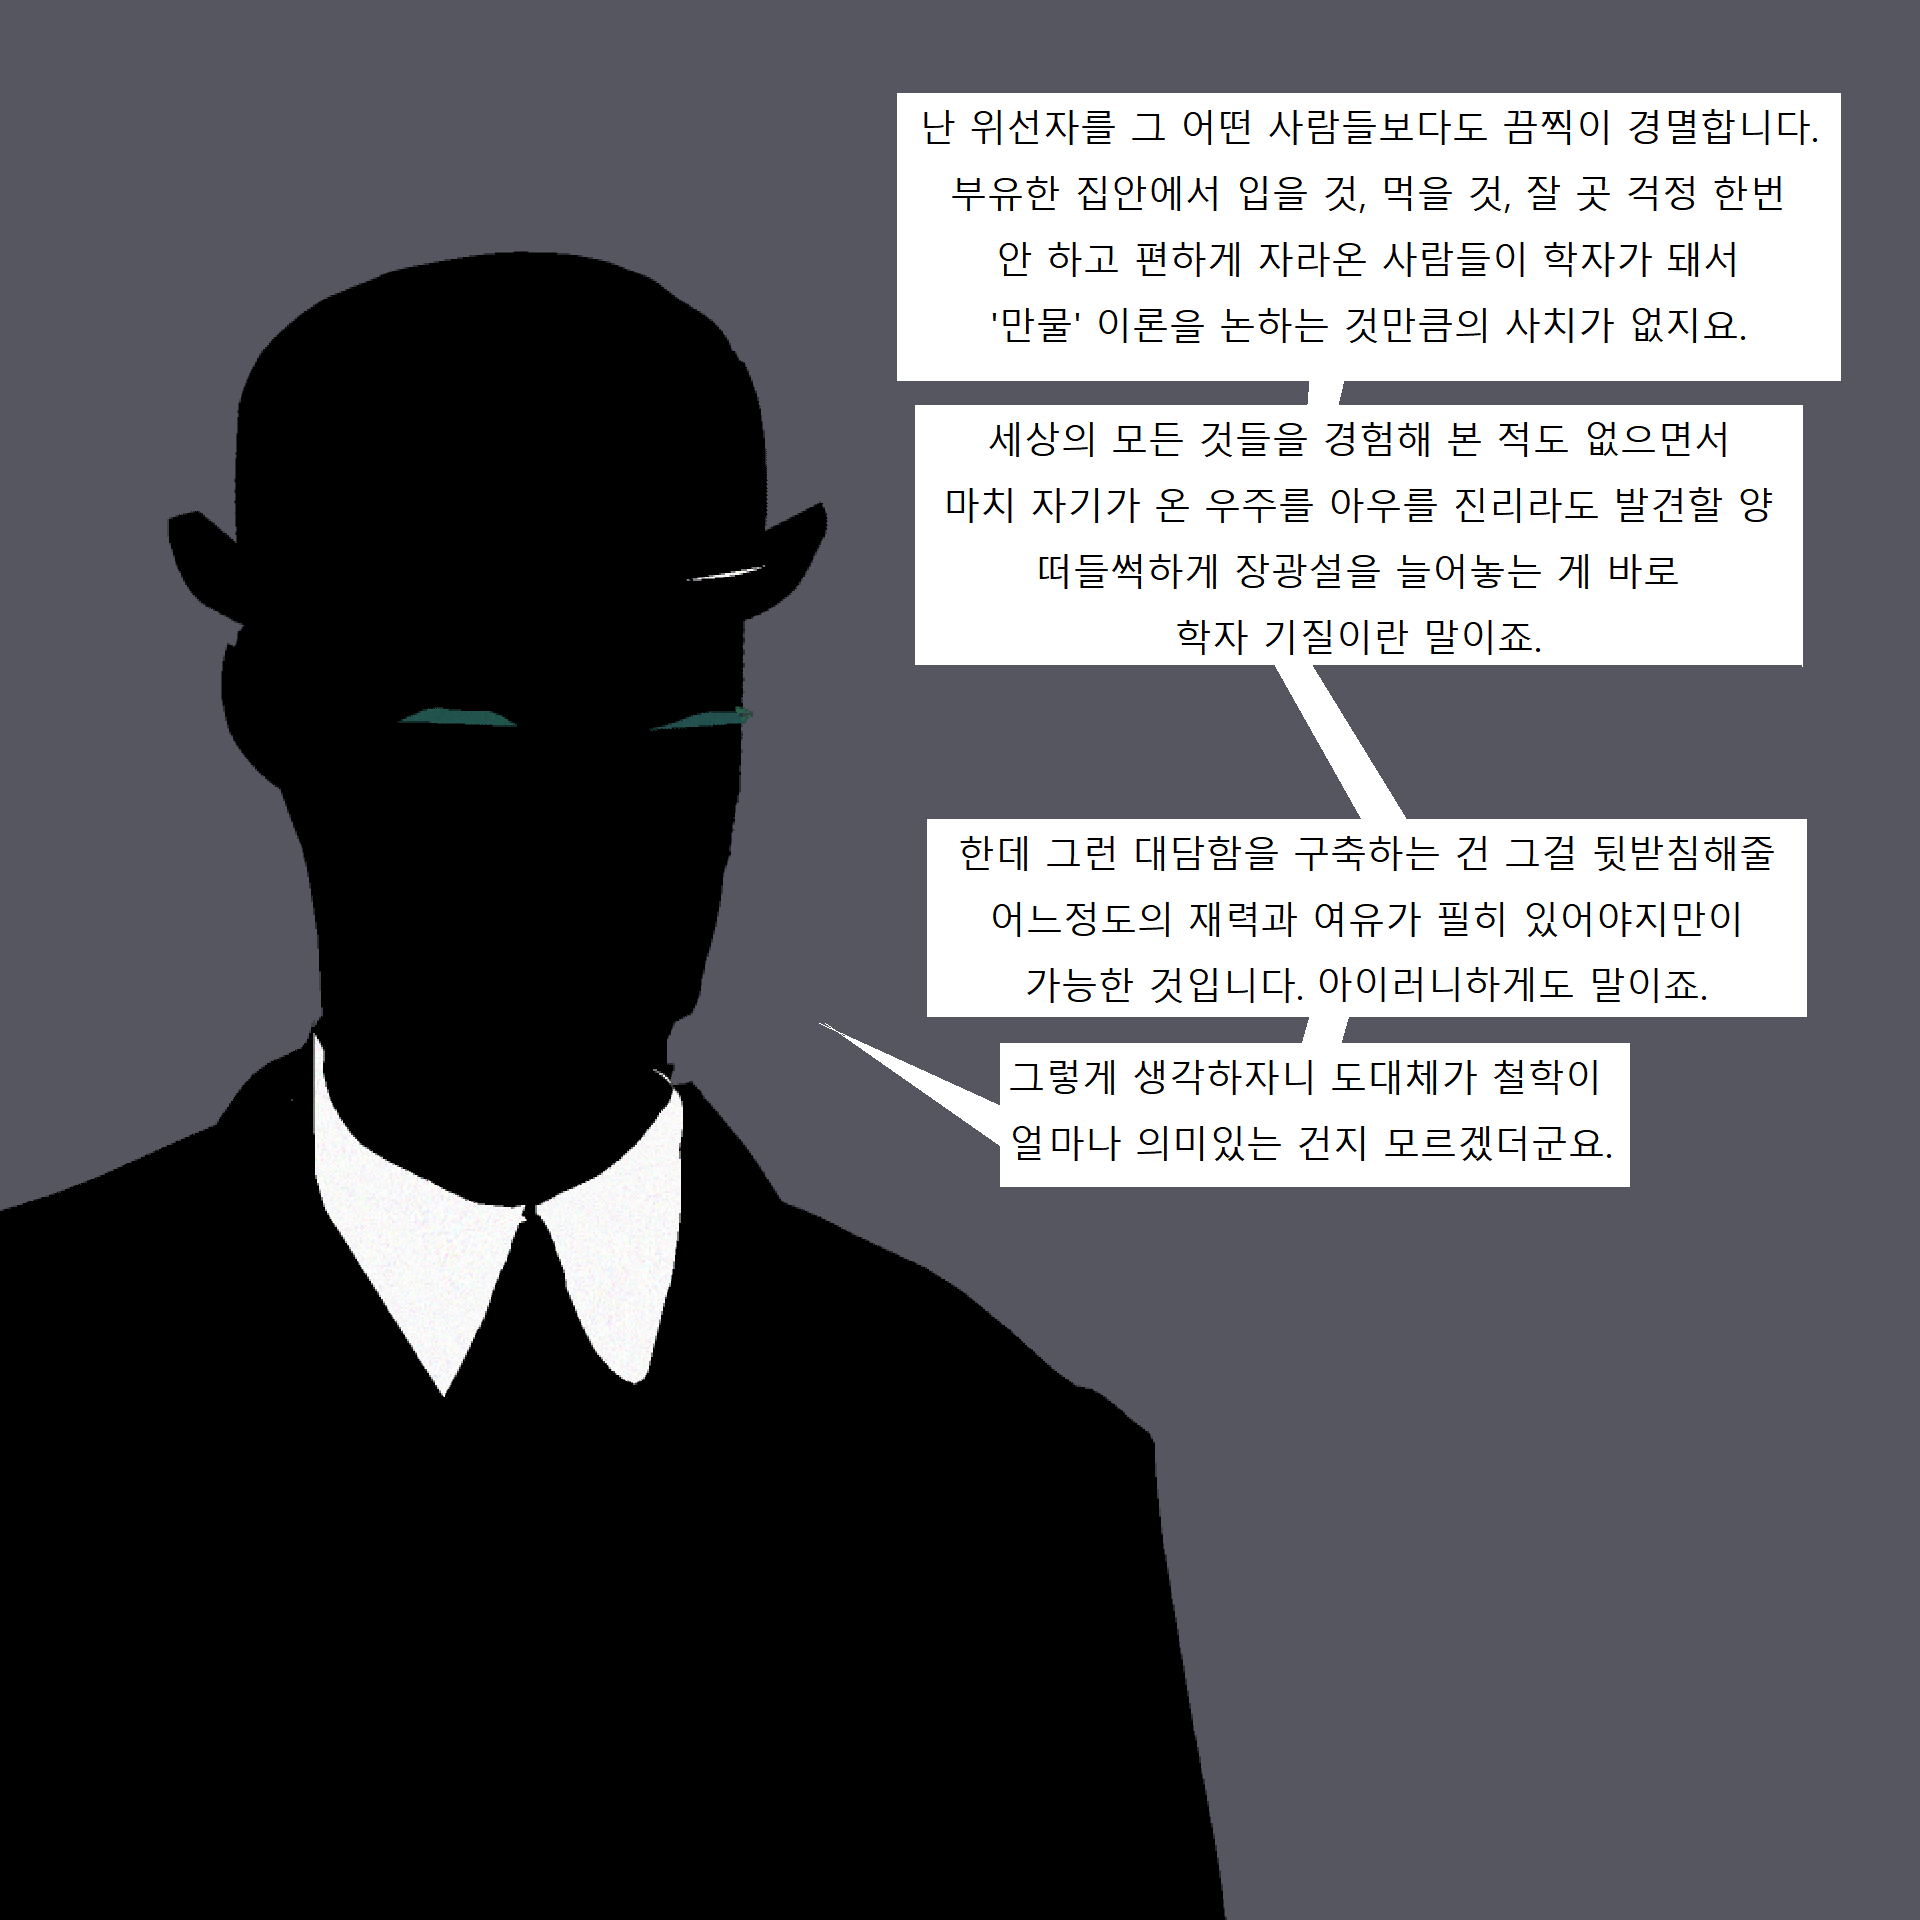 난 위선자를 그 어떤 사람들보다도 끔찍이 경멸합니다.
부유한 집안에서 입을 것, 먹을 것, 잘 곳 걱정 한번
안 하고 편하게 자라온 사람들이 학자가 돼서
'만물' 이론을 논하는 것만큼의 사치가 없지요.
세상의 모든 것들을 경험해 본 적도 없으면서
마치 자기가 온 우주를 아우를 진리라도 발견할 양
떠들썩하게 장광설을 늘어놓는 게 바로
학자 기질이란 말이죠.
한데 그런 대담함을 구축하는 건 그걸 뒷받침해줄
어느정도의 재력과 여유가 필히 있어야지만이
가능한 것입니다. 아이러니하게도 말이죠.
그렇게 생각하자니 도대체가 철학이
얼마나 의미있는 건지 모르겠더군요.